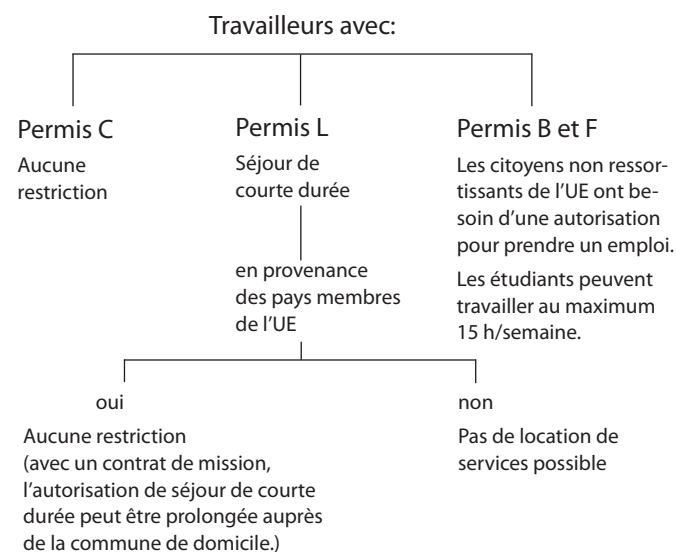 Travailleurs avec:
Permis C
Aucune
restriction
Permis L
Séjour de
courte durée
en provenance
des pays membres
de l’UE
Permis B et F
Les citoyens non ressor-
tissants de l’UE ont be-
soin d’une autorisation
pour prendre un emploi.
Les étudiants peuvent
travailler au maximum
15 h/semaine.
oui
Aucune restriction
(avec un contrat de mission,
l’autorisation de séjour de courte
durée peut être prolongée auprès
de la commune de domicile.)
non
Pas de location de
services possible